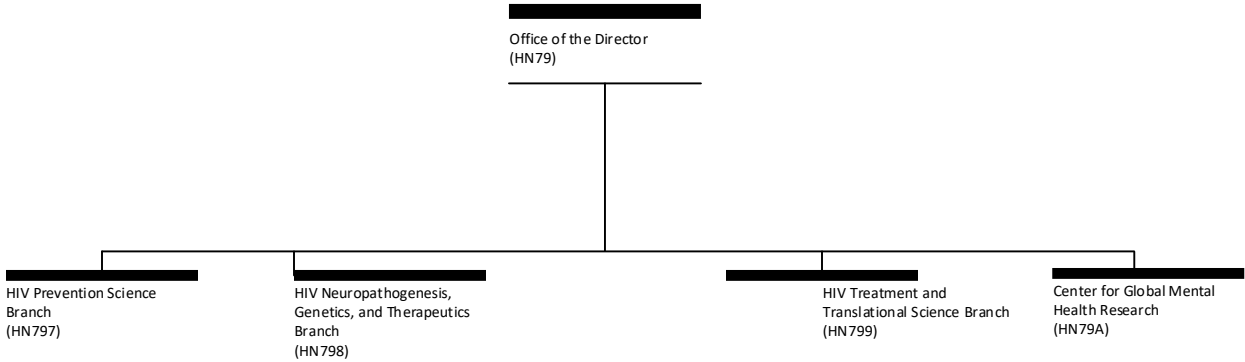 Office of the Director
(HN79)
HIV Prevention Science
Branch
(HN797)
HIV Neuropathogenesis,
Genetics, and Therapeutics
Branch
(HN798)
HIV Treatment and
Translational Science Branch
(HN799)
Center for Global Mental
Health Research
(HN79A)